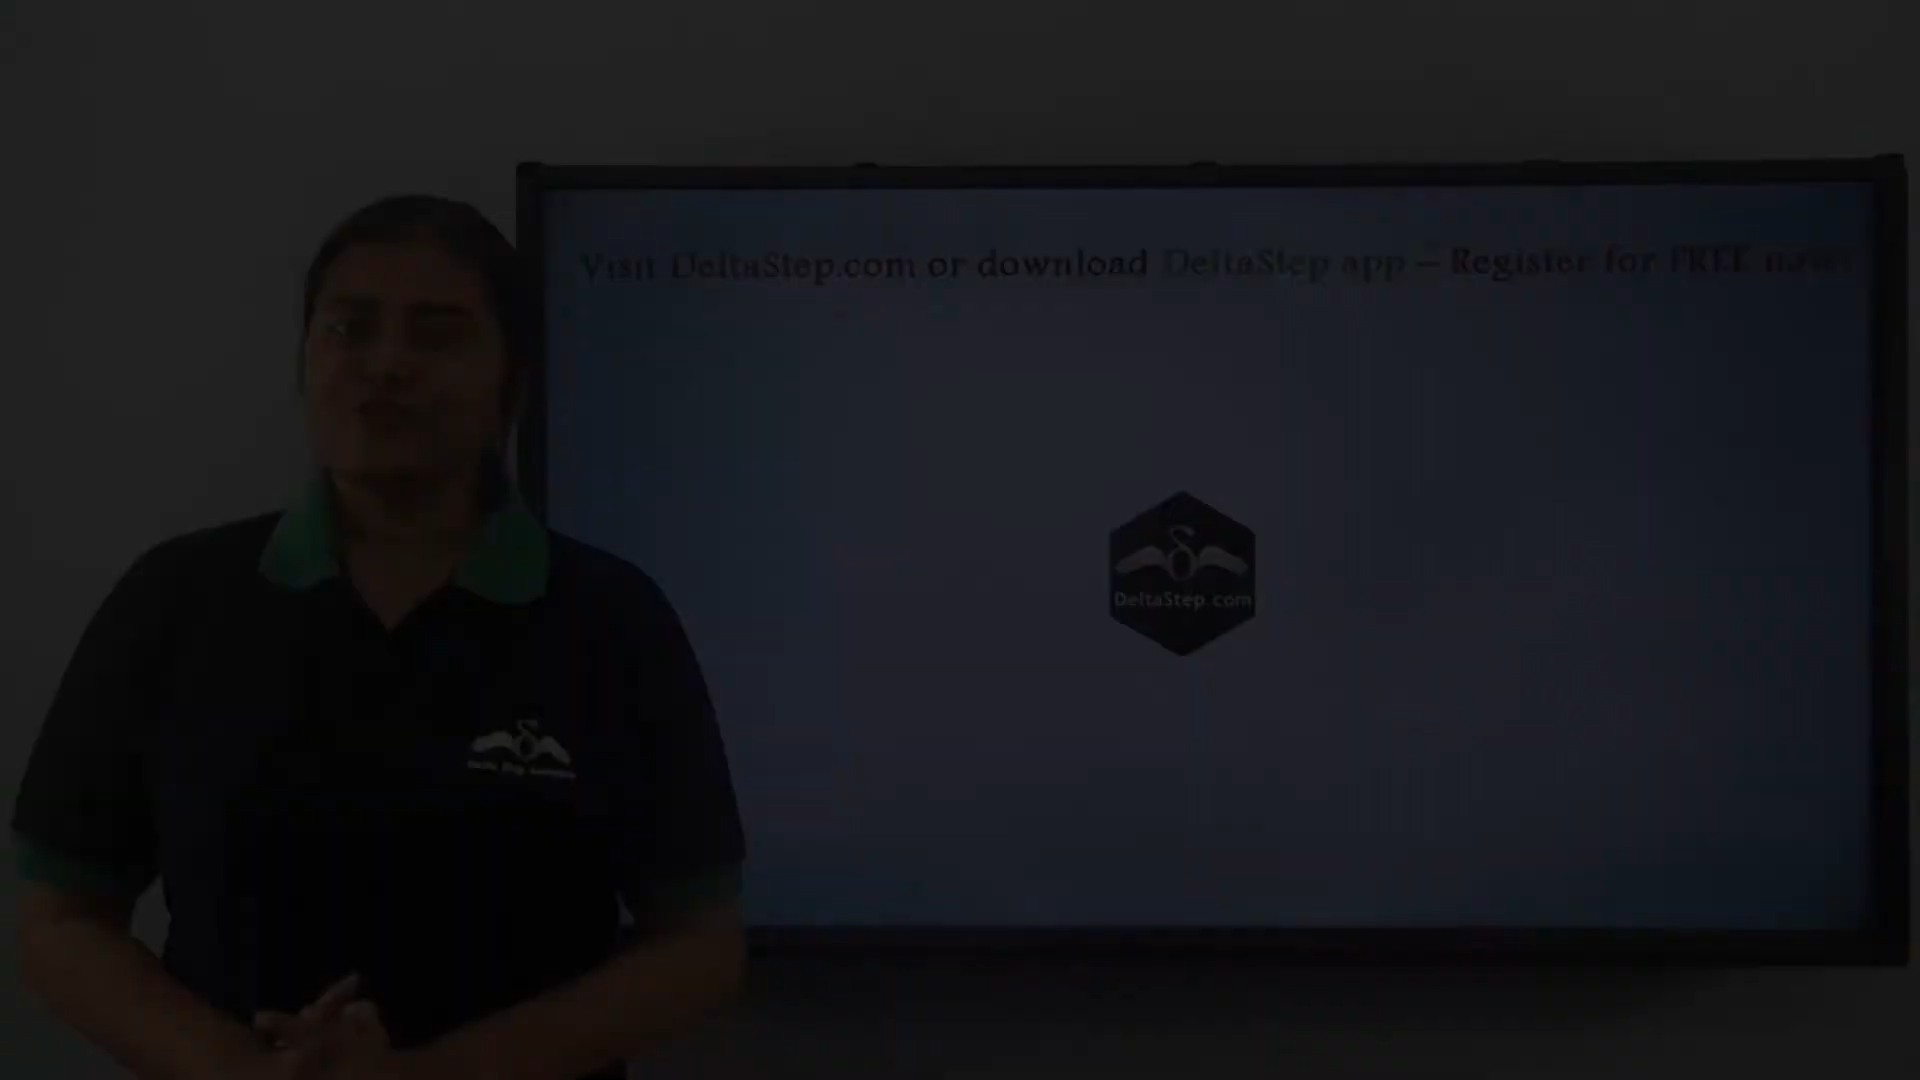 Visit DeltaStep.com or download DeltaStep app – Register for FREE now!
DeltaStep.com